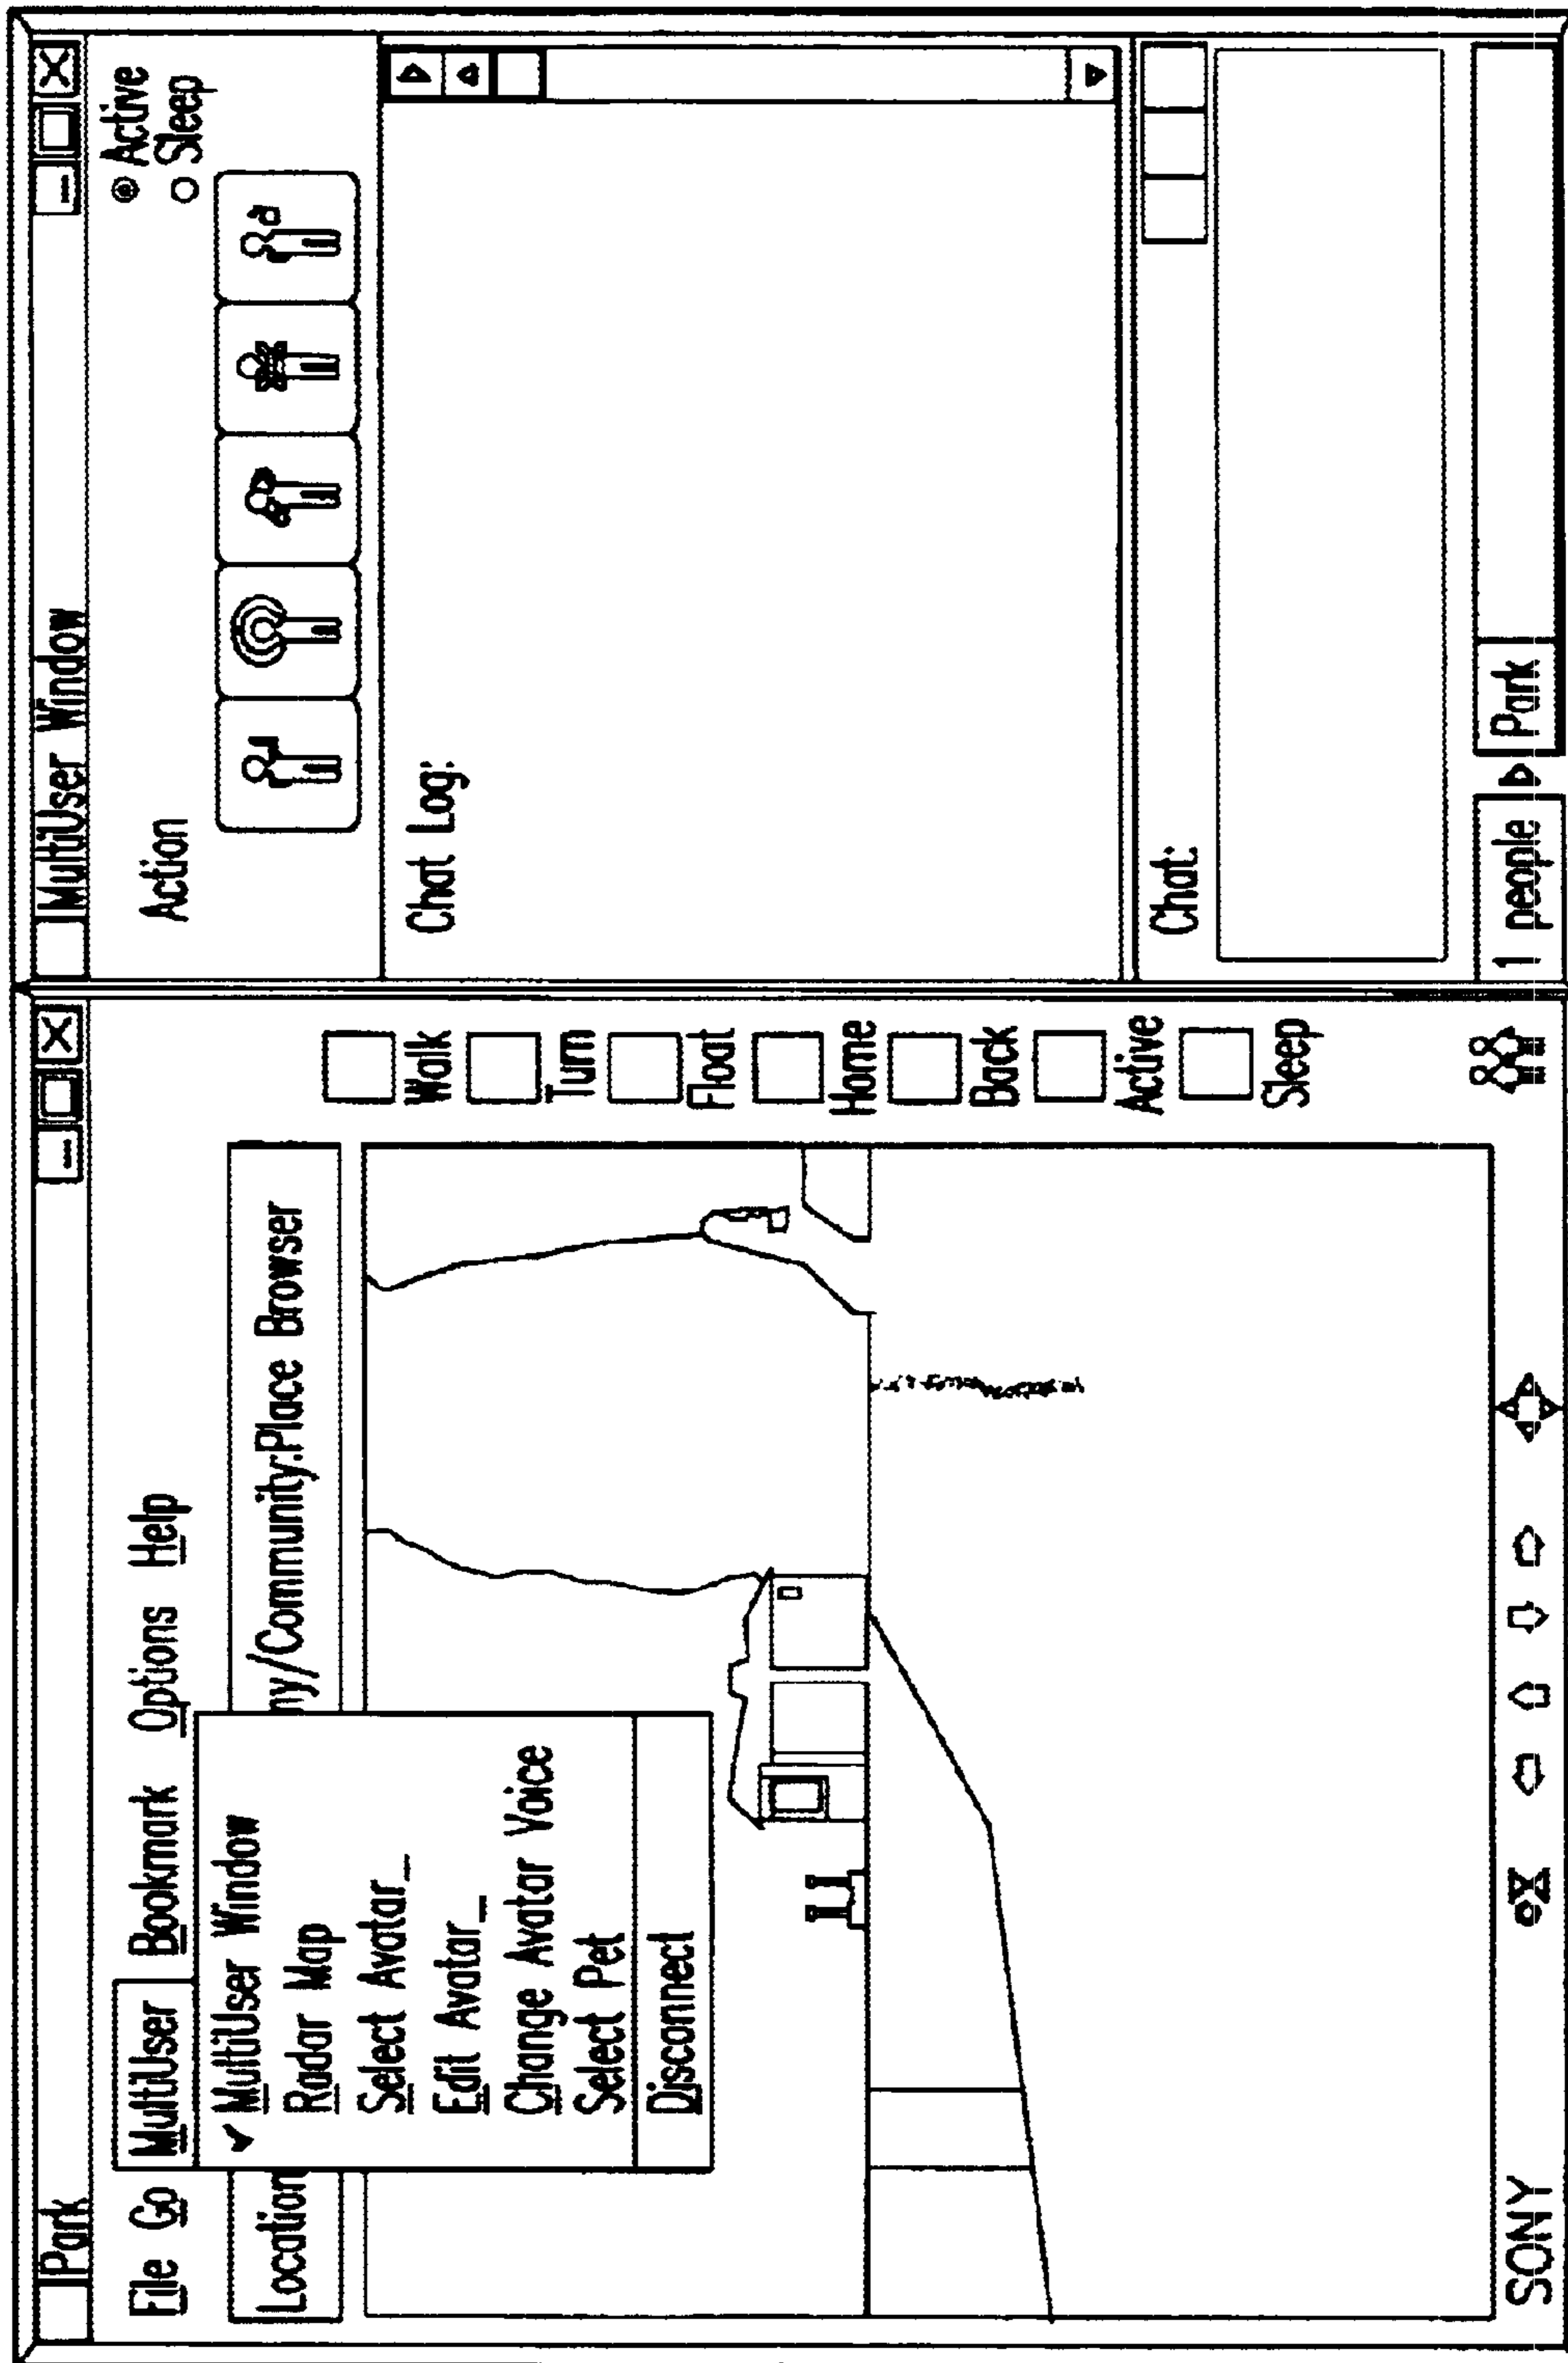 Park
File Go MultiUser Bookmark Options Help
Location
ny/Community:Place Browser
✓ MultiUser Window
Radar Map
Select Avatar_
Edit Avatar_
Change Avatar Voice
Select Pet
Disconnect
Walk
Turn
Float
Home
Back
Active
Sleep
SONY
MultiUser Window
Action
Active
Sleep
Chat Log:
Chat:
1 people
Park